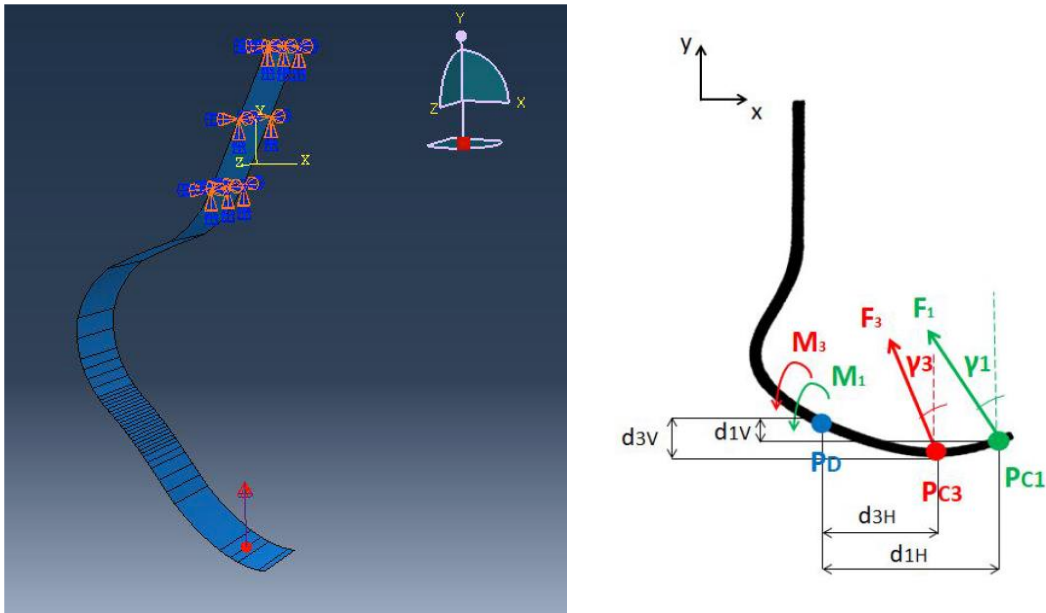 Y
Z
X
Y
Z
X
y
x
F3
F1
γ3
γ1
M3
M1
d3V
d1V
PD
PC3
PC1
d3H
d1H